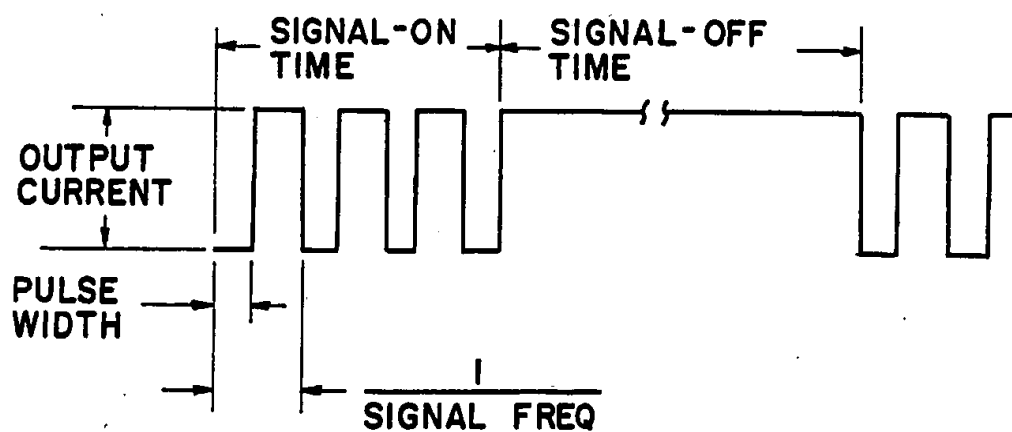 SIGNAL-ON
TIME
SIGNAL-OFF
TIME
OUTPUT
CURRENT
PULSE
WIDTH
1
SIGNAL FREQ